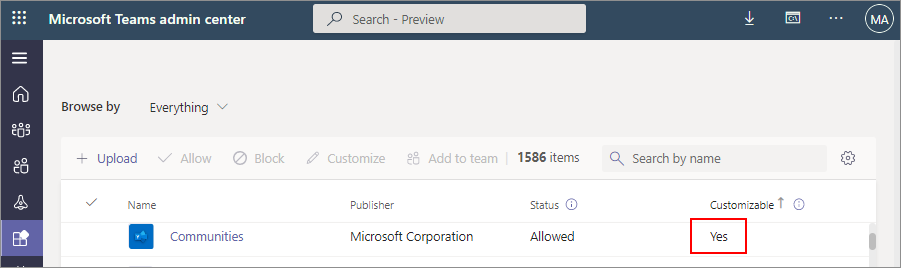 Microsoft Teams admin center
Search - Preview
C:\
MA
Browse by Everything
Upload Allow Block Customize Add to team 1586 items Search by name
Name Publisher Status Customizable
Communities Microsoft Corporation Allowed Yes